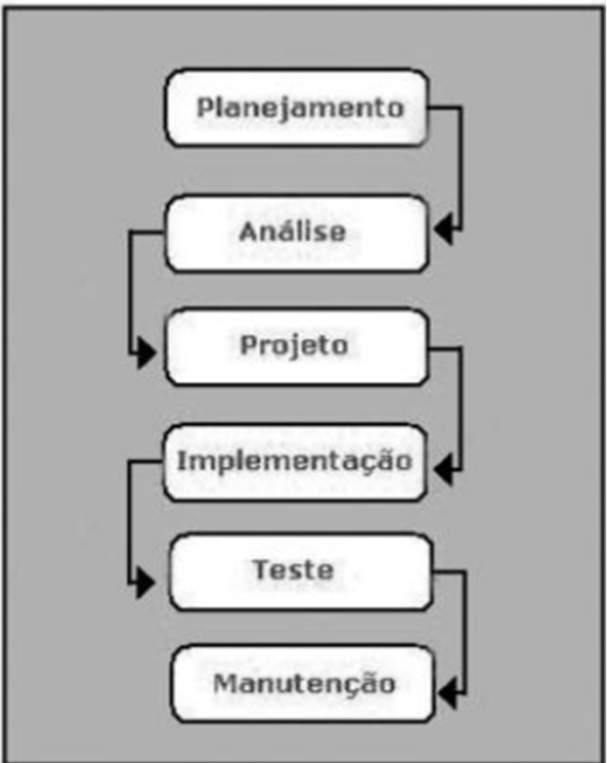 Planejamento
Análise
Projeto
Implementação
Teste
Manutenção